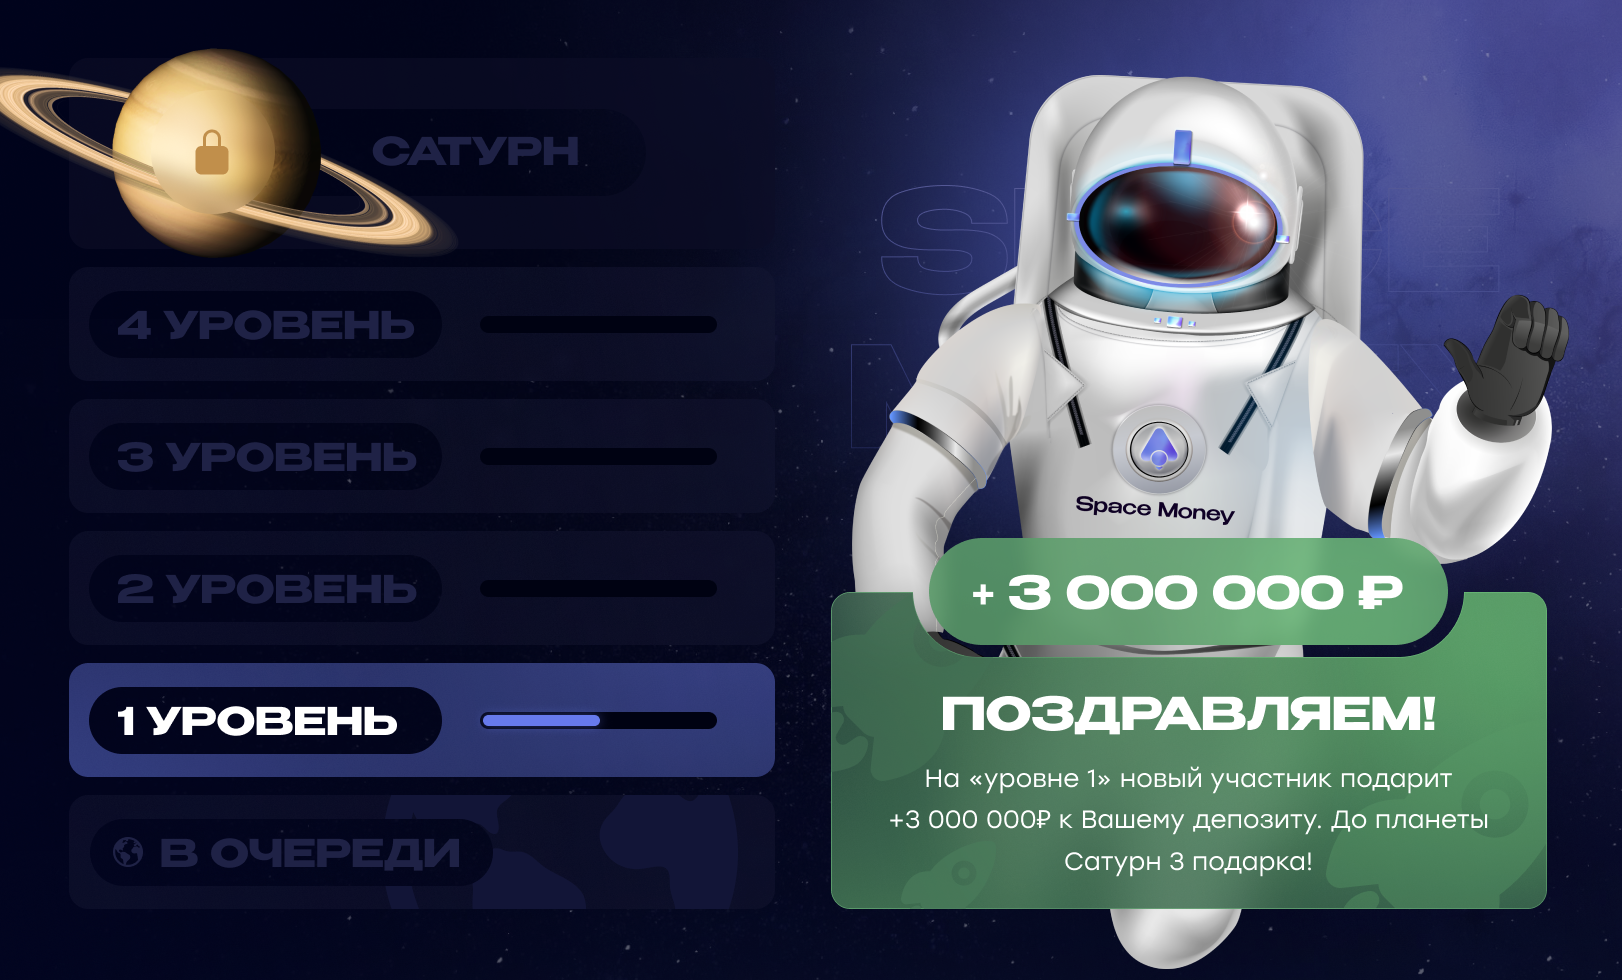 САТУРН
4 УРОВЕНЬ
3 УРОВЕНЬ
2 УРОВЕНЬ
1 УРОВЕНЬ
В ОЧЕРЕДИ
Space Money
+ 3 000 000 ₽
ПОЗДРАВЛЯЕМ!
На «уровне 1» новый участник подарит
+3 000 000₽ к Вашему депозиту. До планеты
Сатурн 3 подарка!